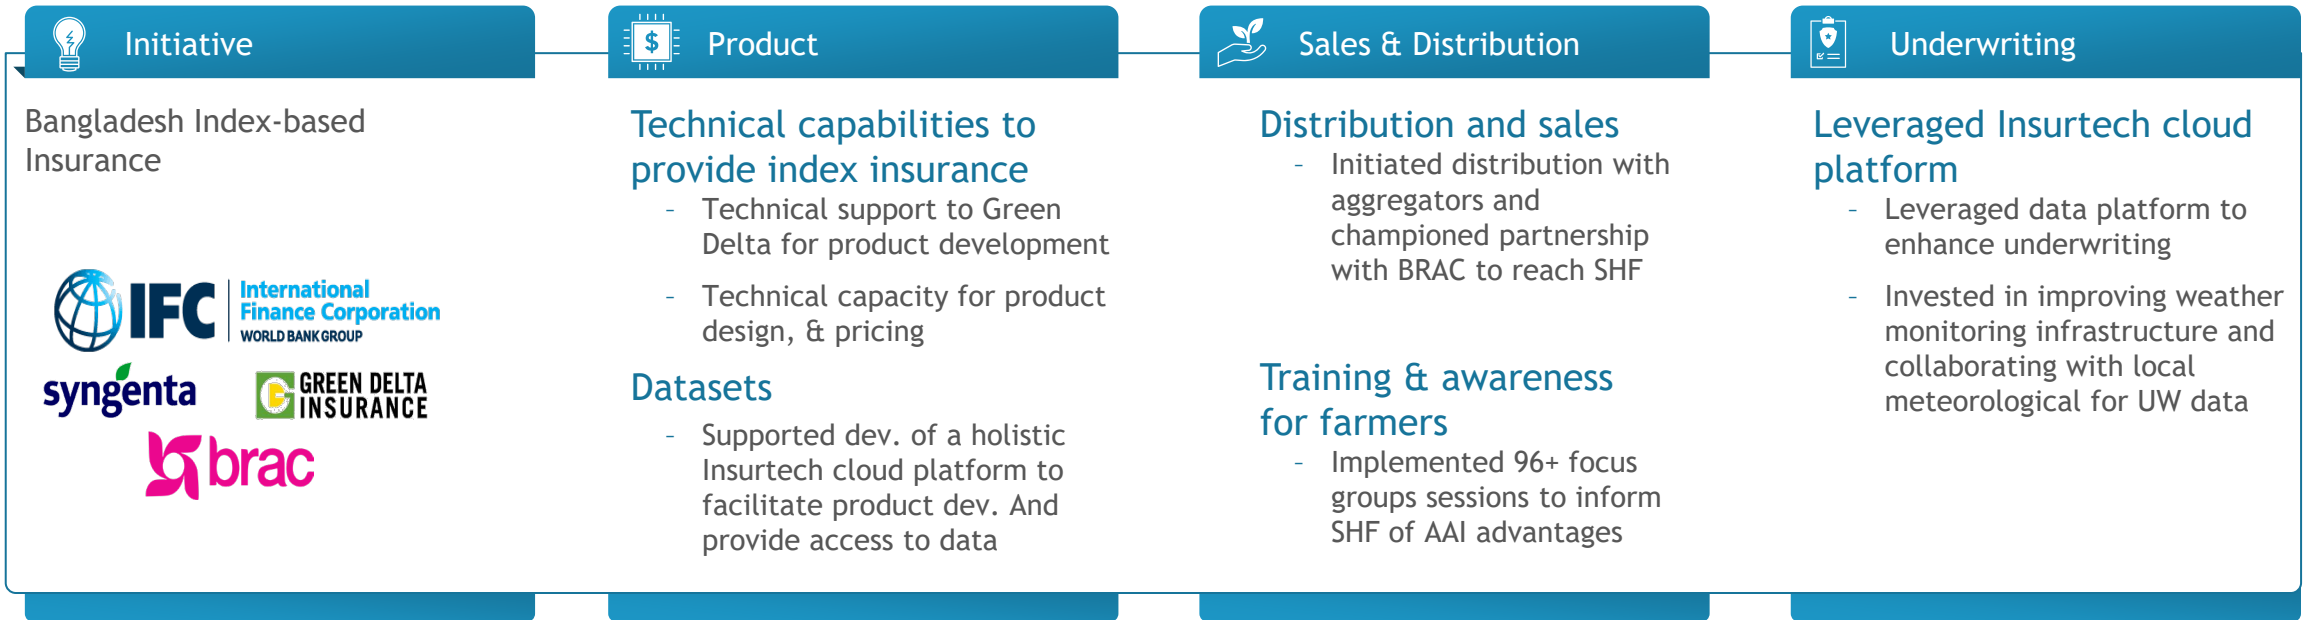 Initiative
Bangladesh Index-based
Insurance
IFC
International
Finance Corporation
WORLD BANK GROUP
syngenta
GREEN DELTA
INSURANCE
brac
$ Product
Technical capabilities to
provide index insurance
- Technical support to Green
Delta for product development
- Technical capacity for product
design, & pricing
Datasets
- Supported dev. of a holistic
Insurtech cloud platform to
facilitate product dev. And
provide access to data
Sales & Distribution
Distribution and sales
- Initiated distribution with
aggregators and
championed partnership
with BRAC to reach SHF
Training & awareness
for farmers
- Implemented 96+ focus
groups sessions to inform
SHF of AAI advantages
Underwriting
Leveraged Insurtech cloud
platform
- Leveraged data platform to
enhance underwriting
- Invested in improving weather
monitoring infrastructure and
collaborating with local
meteorological for UW data